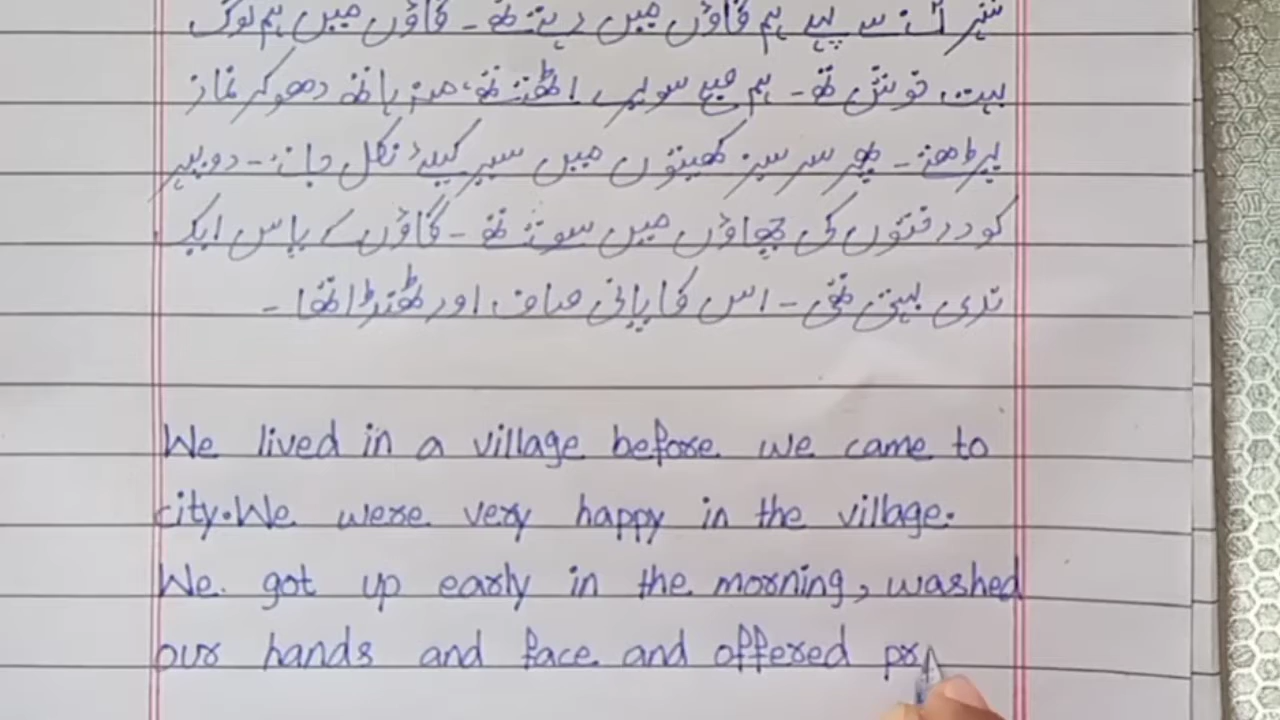 شہر آنے سے پہلے ہم گاؤں میں رہتے تھے ۔ گاؤں میں ہم لوگ
بہت خوش تھے ۔ ہم صبح سویرے اٹھتے تھے، منہ ہاتھ دھو کر نماز
پڑھتے ۔ پھر سرسبز کھیتوں میں سیر کیلئے نکل جاتے ۔ دوپہر
کو درختوں کی چھاؤں میں سوتے تھے ۔ گاؤں کے پاس ایک
ندی بہتی تھی ۔ اس کا پانی صاف اور ٹھنڈا تھا ۔
We lived in a village before we came to
city. We were very happy in the village.
We got up early in the morning, washed
our hands and face and offered pr